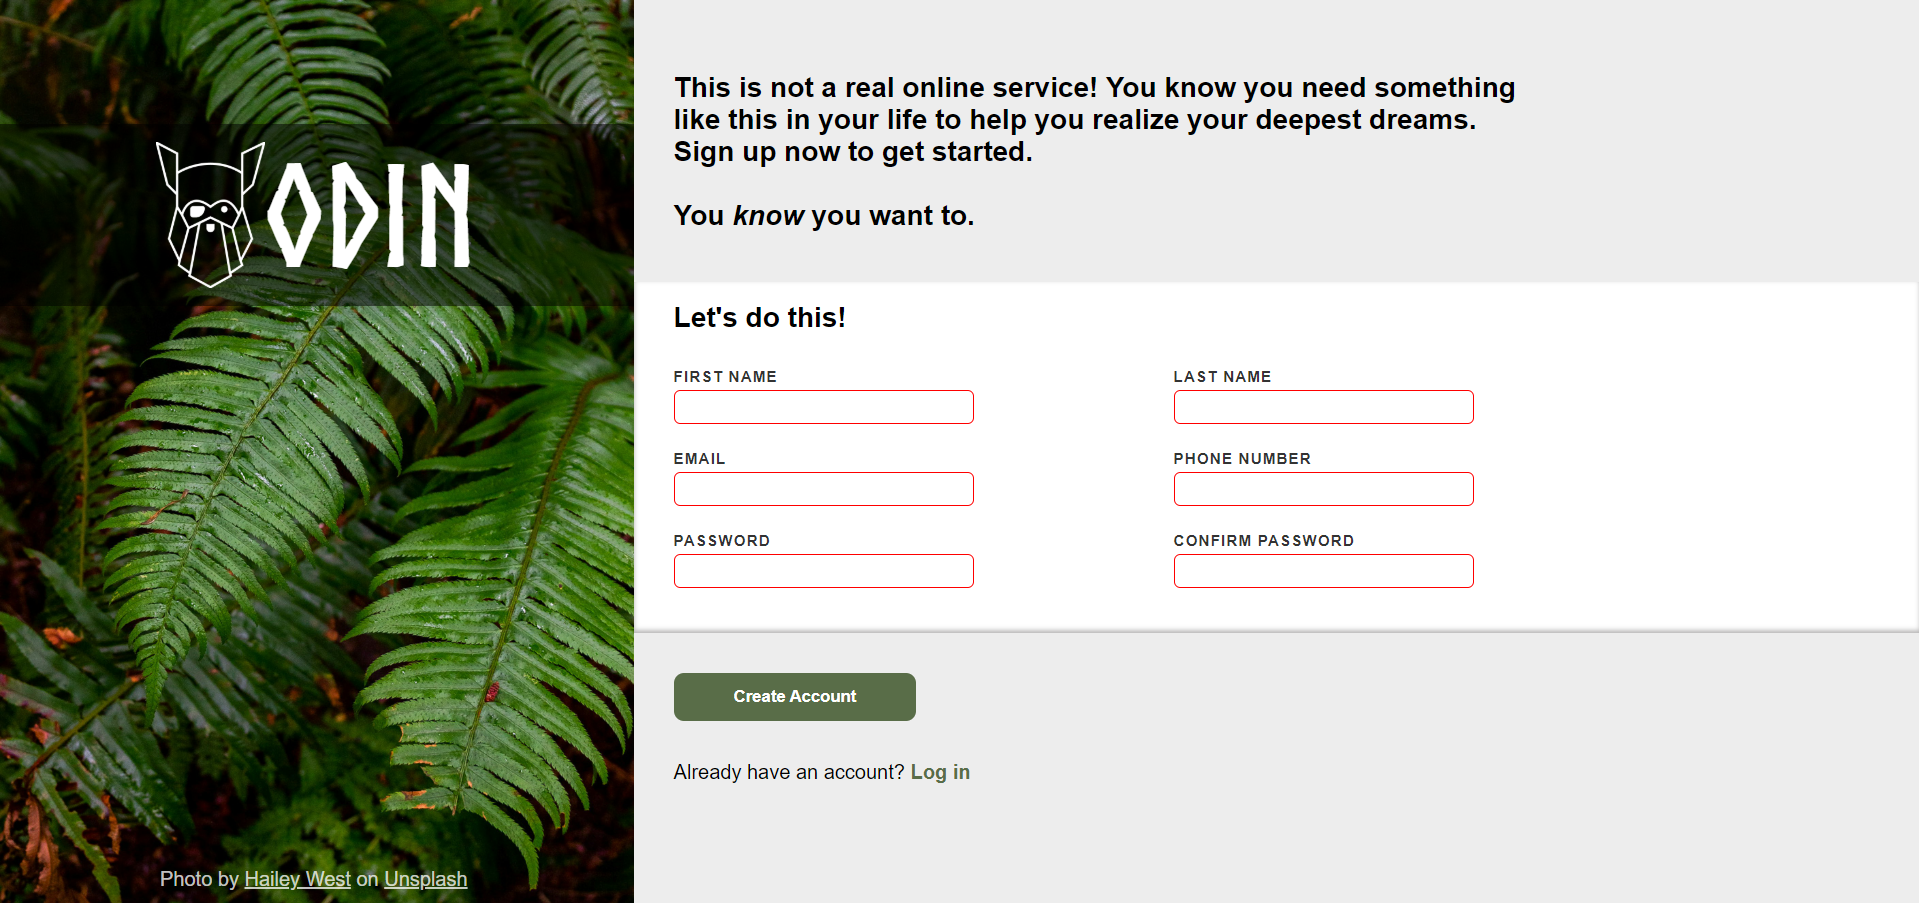 ODIN
Photo by Hailey West on Unsplash
This is not a real online service! You know you need something
like this in your life to help you realize your deepest dreams.
Sign up now to get started.
You know you want to.
Let's do this!
FIRST NAME
LAST NAME
EMAIL
PHONE NUMBER
PASSWORD
CONFIRM PASSWORD
Create Account
Already have an account? Log in